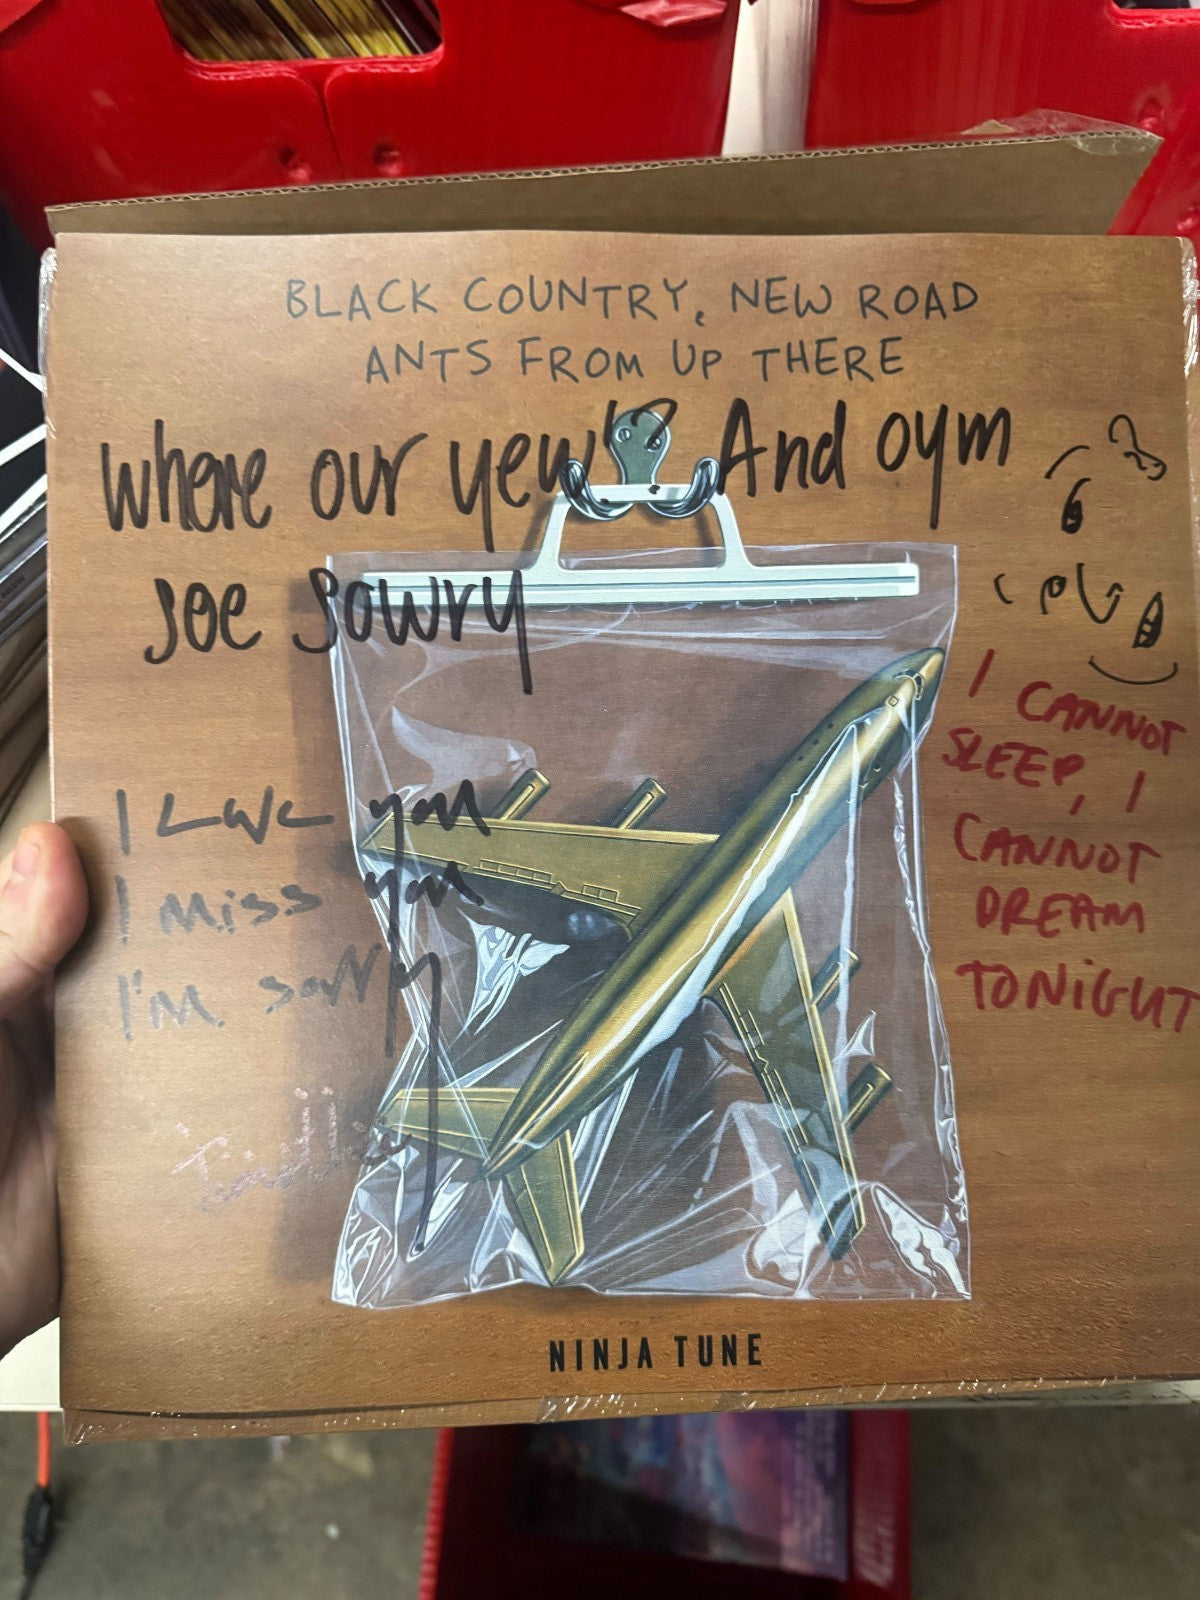 BLACK COUNTRY, NEW ROAD
ANTS FROM UP THERE
where our yew!? And oym
Joe Sowry
I CANNOT
SLEEP, I
CANNOT
DREAM
TONIGHT
I LOVE you
I miss you
I'm sorry
NINJA TUNE